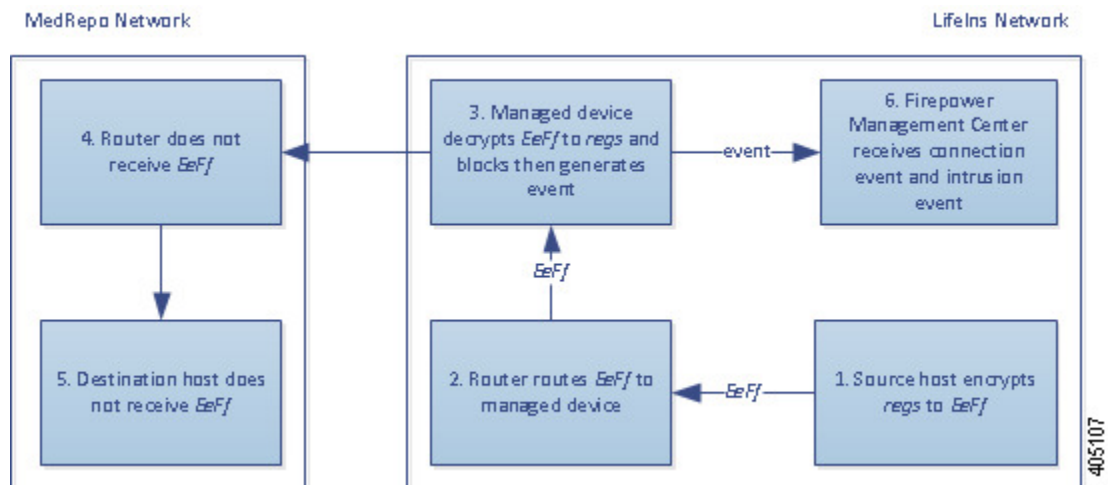 MedRepo Network
LifeIns Network
4. Router does not
receive EeFf
3. Managed device
decrypts EeFf to regs and
blocks then generates
event
event
6. Firepower
Management Center
receives connection
event and intrusion
event
EeFf
5. Destination host does
not receive EeFf
2. Router routes EeFf to
managed device
EeFf
1. Source host encrypts
regs to EeFf
405107